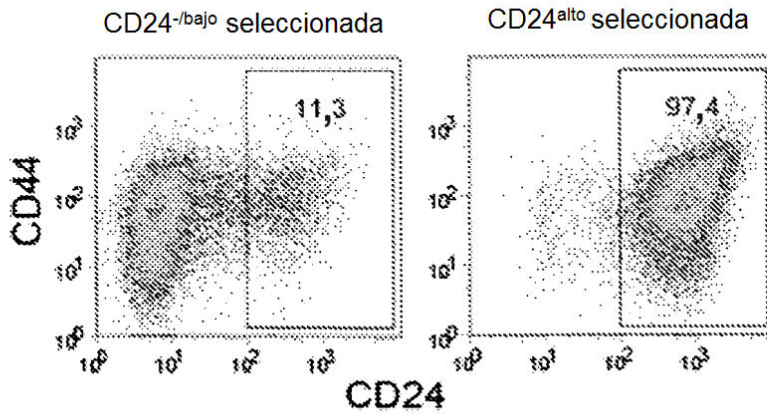 CD24-/bajo seleccionada
CD24alto seleccionada
11,3
97,4
CD44
10³
10²
10¹
10⁰
10³
10²
10¹
10⁰
10⁰ 10¹ 10² 10³
10⁰ 10¹ 10² 10³
CD24